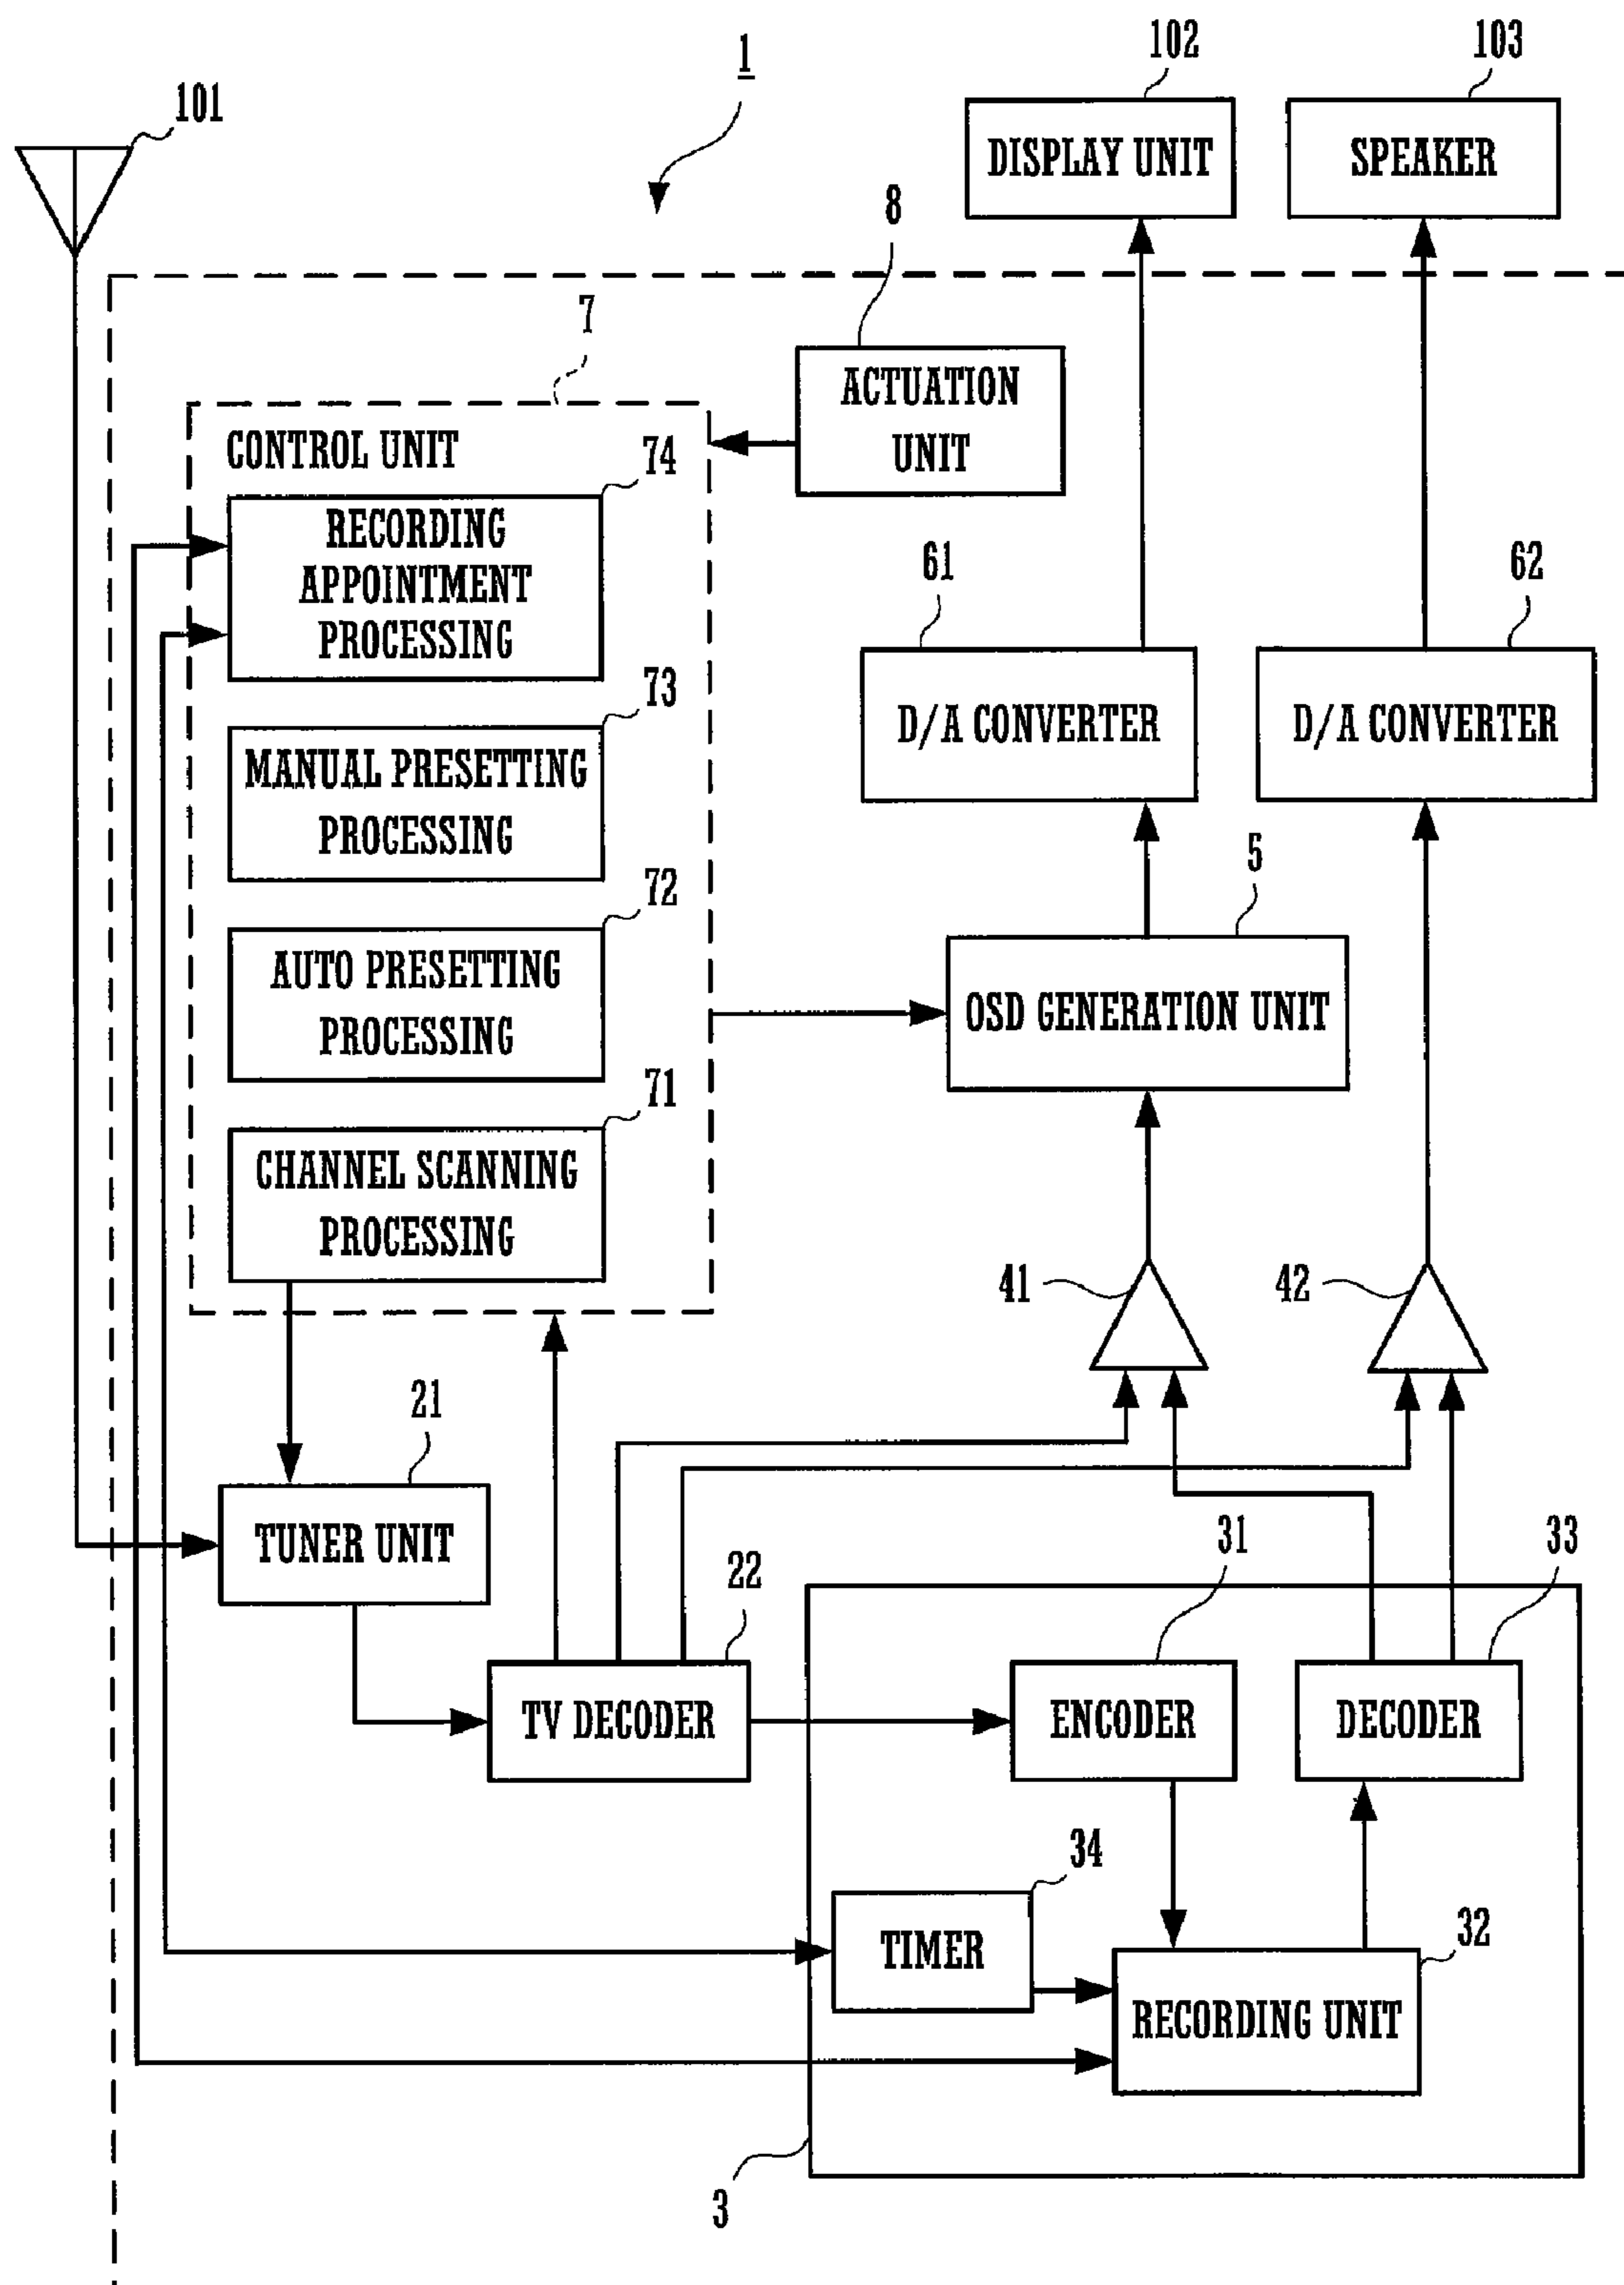 102
103
1
101
DISPLAY UNIT
SPEAKER
8
7
ACTUATION
UNIT
CONTROL UNIT
74
RECORDING
APPOINTMENT
PROCESSING
61
62
73
D/A CONVERTER
D/A CONVERTER
MANUAL PRESETTING
PROCESSING
5
72
AUTO PRESETTING
PROCESSING
OSD GENERATION UNIT
71
CHANNEL SCANNING
PROCESSING
41
42
21
TUNER UNIT
31
33
22
TV DECODER
ENCODER
DECODER
34
TIMER
32
RECORDING UNIT
3